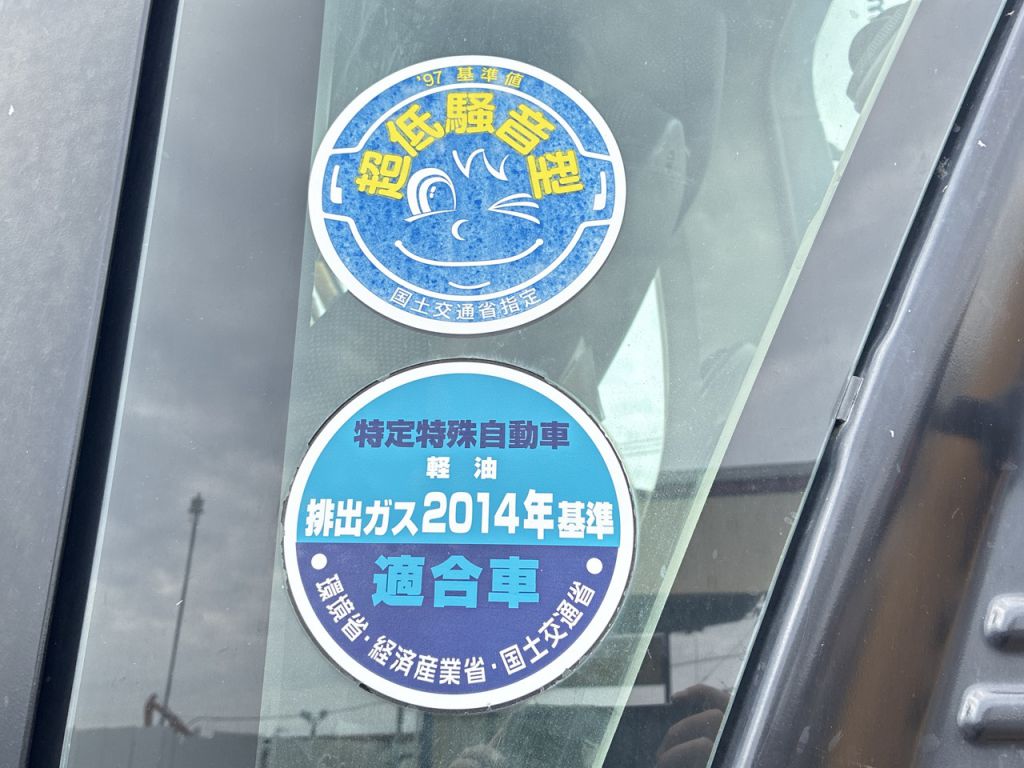 '97 基準値
超低騒音型
国土交通省指定
特定特殊自動車
軽油
排出ガス2014年基準
適合車
環境省・経済産業省・国土交通省